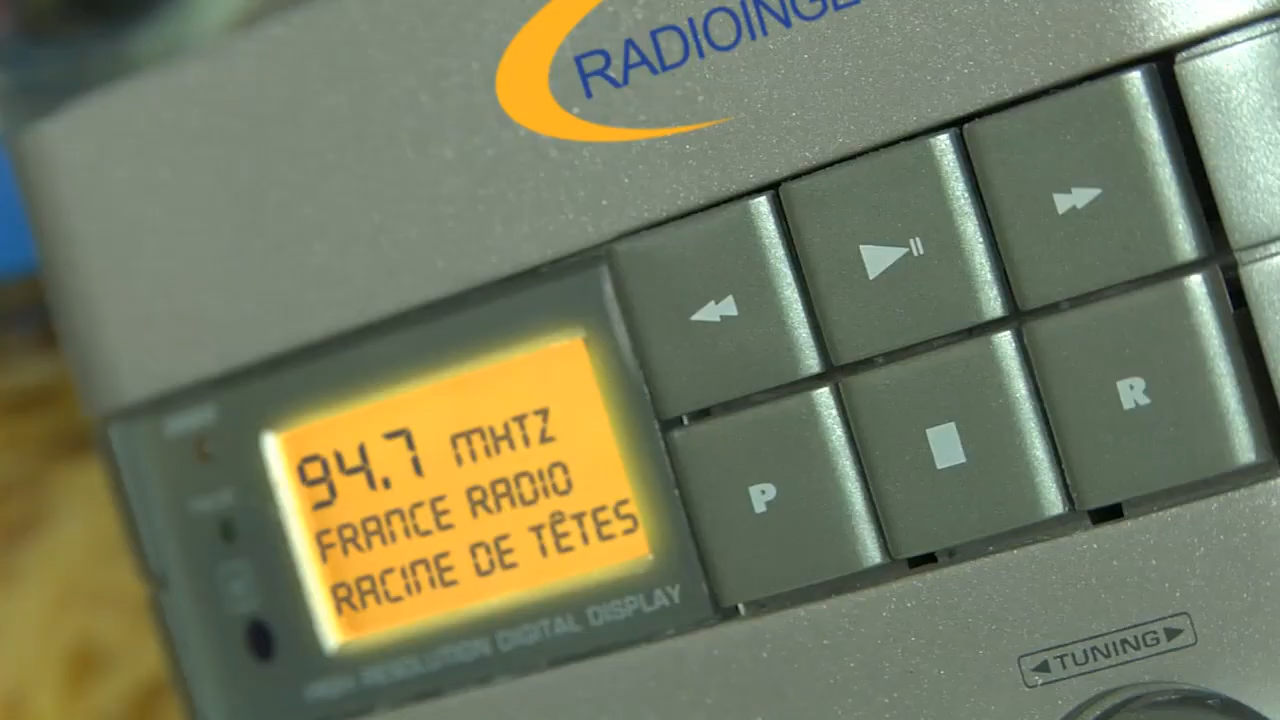 RADIOINGE
94.7 MHTZ
FRANCE RADIO
RACINE DE TÊTES
HIGH RESOLUTION DIGITAL DISPLAY
P
R
TUNING